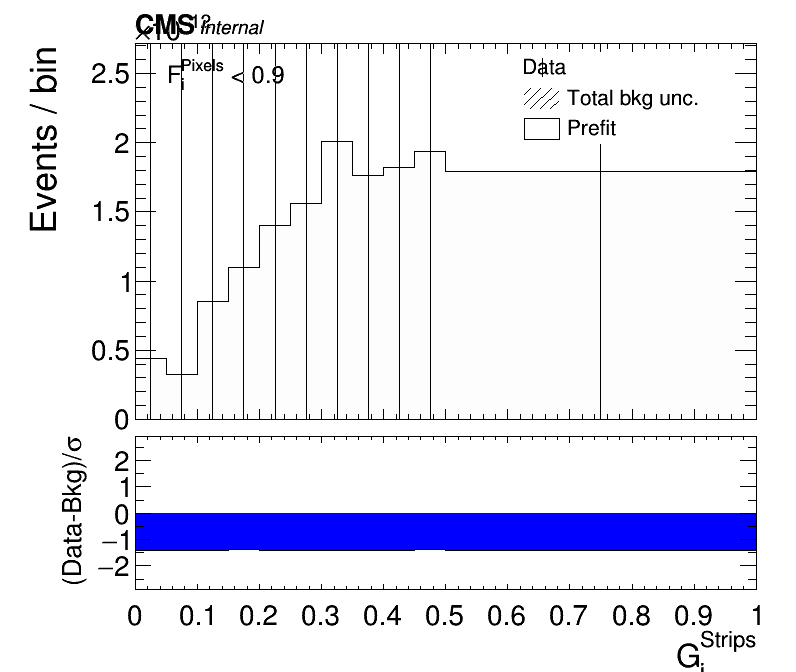 CMS Internal
×10¹²
Events / bin
F_i^Pixels < 0.9
Data
Total bkg unc.
Prefit
2.5
2
1.5
1
0.5
0
(Data-Bkg)/σ
2
1
0
−1
−2
0 0.1 0.2 0.3 0.4 0.5 0.6 0.7 0.8 0.9 1
G_i^Strips